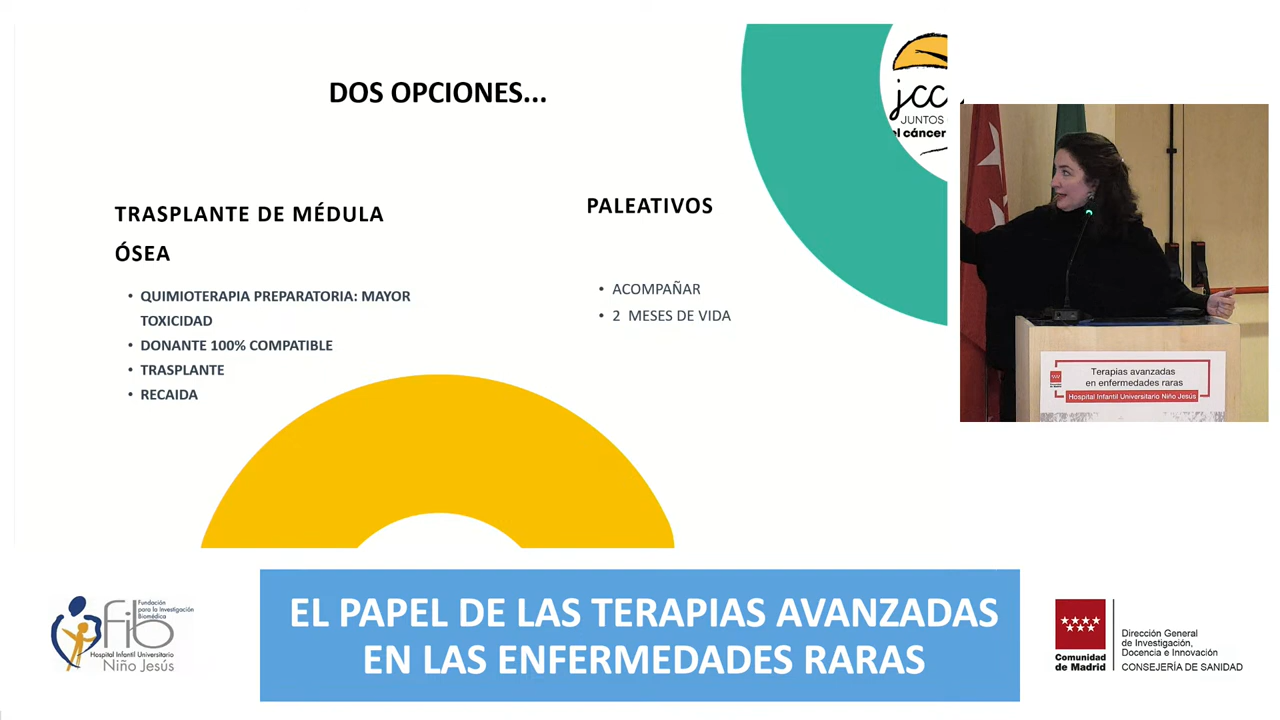 DOS OPCIONES...
TRASPLANTE DE MÉDULA
ÓSEA
• QUIMIOTERAPIA PREPARATORIA: MAYOR
TOXICIDAD
• DONANTE 100% COMPATIBLE
• TRASPLANTE
• RECAIDA
PALEATIVOS
• ACOMPAÑAR
• 2 MESES DE VIDA
jcc
JUNTOS
el cáncer
Terapias avanzadas
en enfermedades raras
Hospital Infantil Universitario Niño Jesús
Fundación
para la Investigación
Biomédica
fib
Hospital Infantil Universitario
Niño Jesús
EL PAPEL DE LAS TERAPIAS AVANZADAS
EN LAS ENFERMEDADES RARAS
Comunidad
de Madrid
Dirección General
de Investigación,
Docencia e Innovación
CONSEJERÍA DE SANIDAD